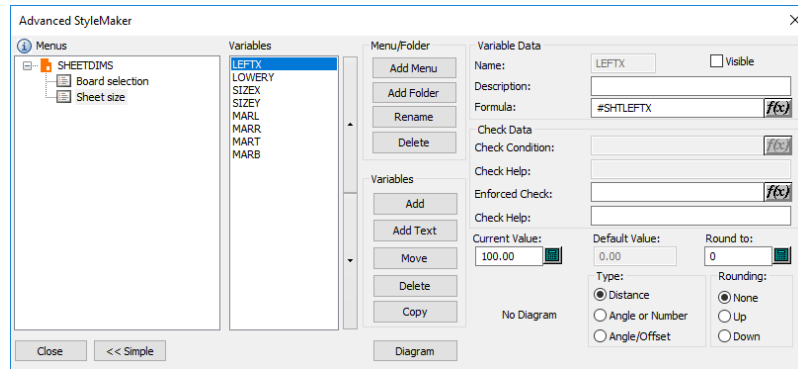 Advanced StyleMaker
Menus
SHEETDIMS
Board selection
Sheet size
Variables
LEFTX
LOWERY
SIZEX
SIZEY
MARL
MARR
MART
MARB
Menu/Folder
Add Menu
Add Folder
Rename
Delete
Variables
Add
Add Text
Move
Delete
Copy
Diagram
Variable Data
Name: LEFTX Visible
Description:
Formula: #SHTLEFTX f(x)
Check Data
Check Condition: f(x)
Check Help:
Enforced Check: f(x)
Check Help:
Current Value: Default Value: Round to:
100.00 0.00 0
Type: Rounding:
Distance None
No Diagram Angle or Number Up
Angle/Offset Down
Close << Simple